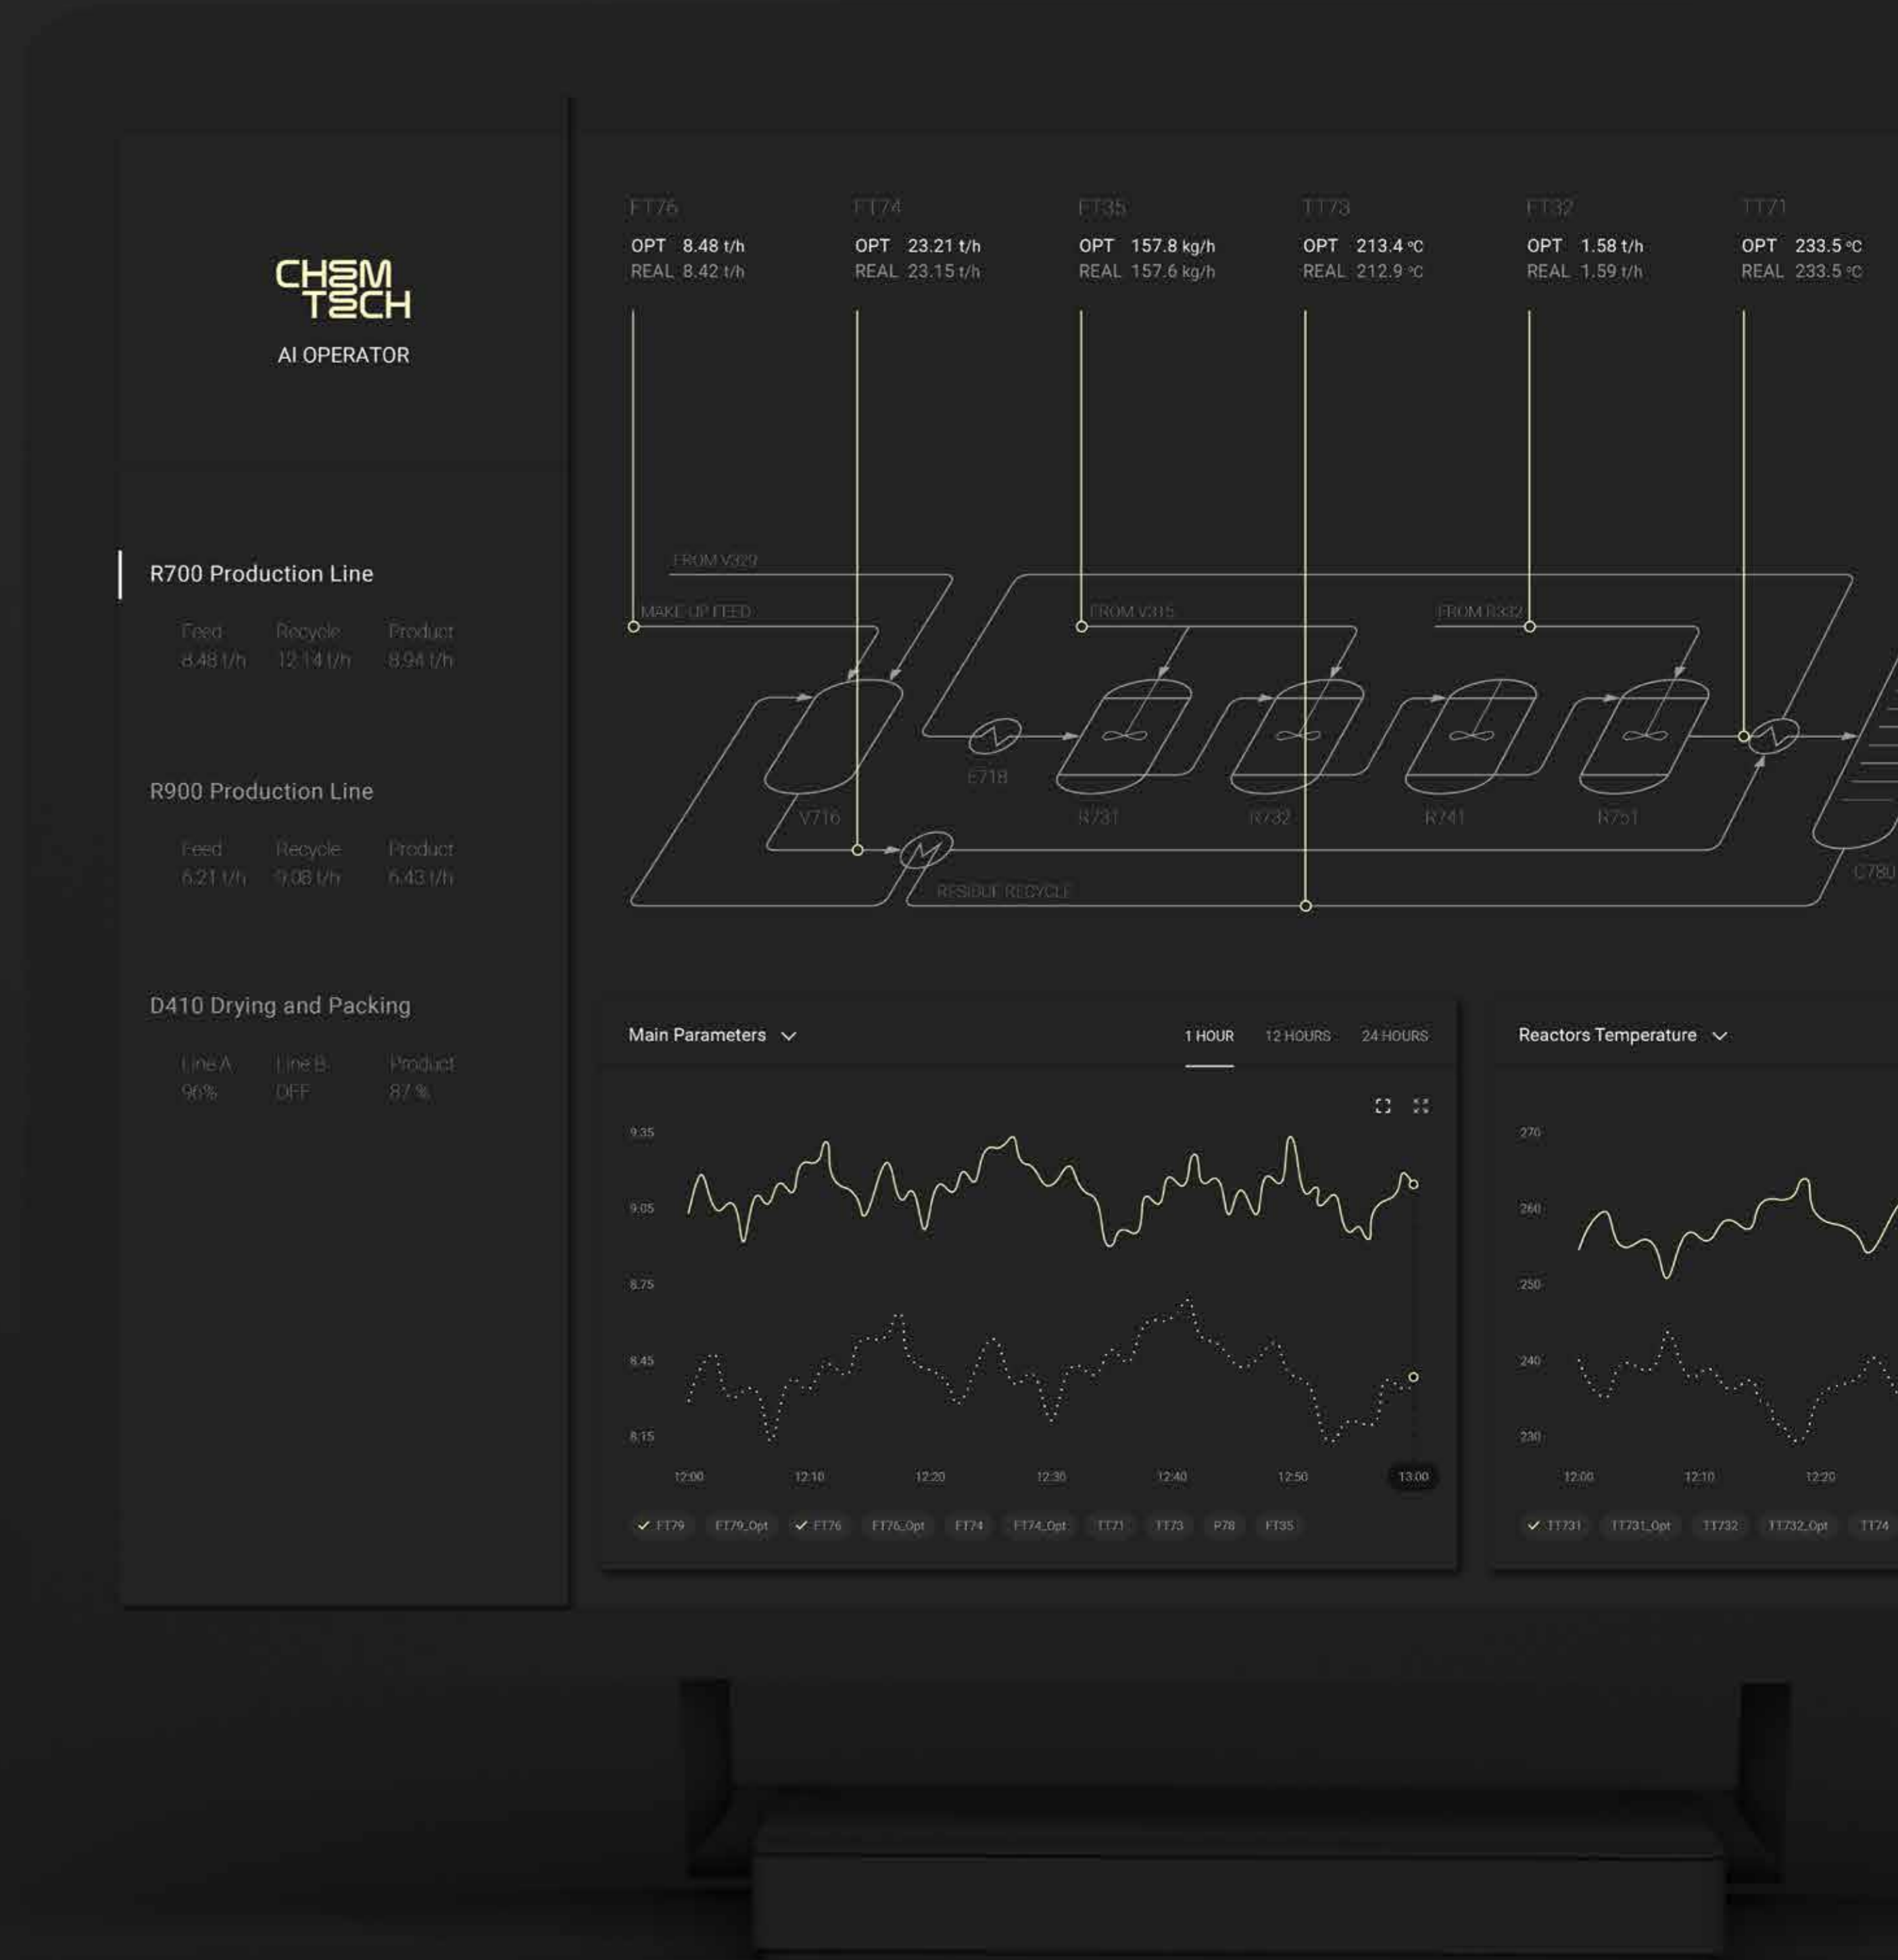 CHEM
TECH
AI OPERATOR
R700 Production Line
Feed Recycle Product
8.48 t/h 12.14 t/h 8.94 t/h
R900 Production Line
Feed Recycle Product
6.21 t/h 9.08 t/h 6.43 t/h
D410 Drying and Packing
Line A Line B Product
96% OFF 87 %
FT76 FT74 FT35 TT73 FT32 TT71
OPT 8.48 t/h OPT 23.21 t/h OPT 157.8 kg/h OPT 213.4 °C OPT 1.58 t/h OPT 233.5 °C
REAL 8.42 t/h REAL 23.15 t/h REAL 157.6 kg/h REAL 212.9 °C REAL 1.59 t/h REAL 233.5 °C
FROM V329
MAKE-UP FEED FROM V315 FROM R332
E718
V716 R731 R732 R741 R751
C780
RESIDUE RECYCLE
Main Parameters 1 HOUR 12 HOURS 24 HOURS
9.35
9.05
8.75
8.45
8.15
12:00 12:10 12:20 12:30 12:40 12:50 13:00
FT79 FT79_Opt FT76 FT76_Opt FT74 FT74_Opt TT71 TT73 P78 FT35
Reactors Temperature
270
260
250
240
230
12:00 12:10 12:20
TT731 TT731_Opt TT732 TT732_Opt TT74